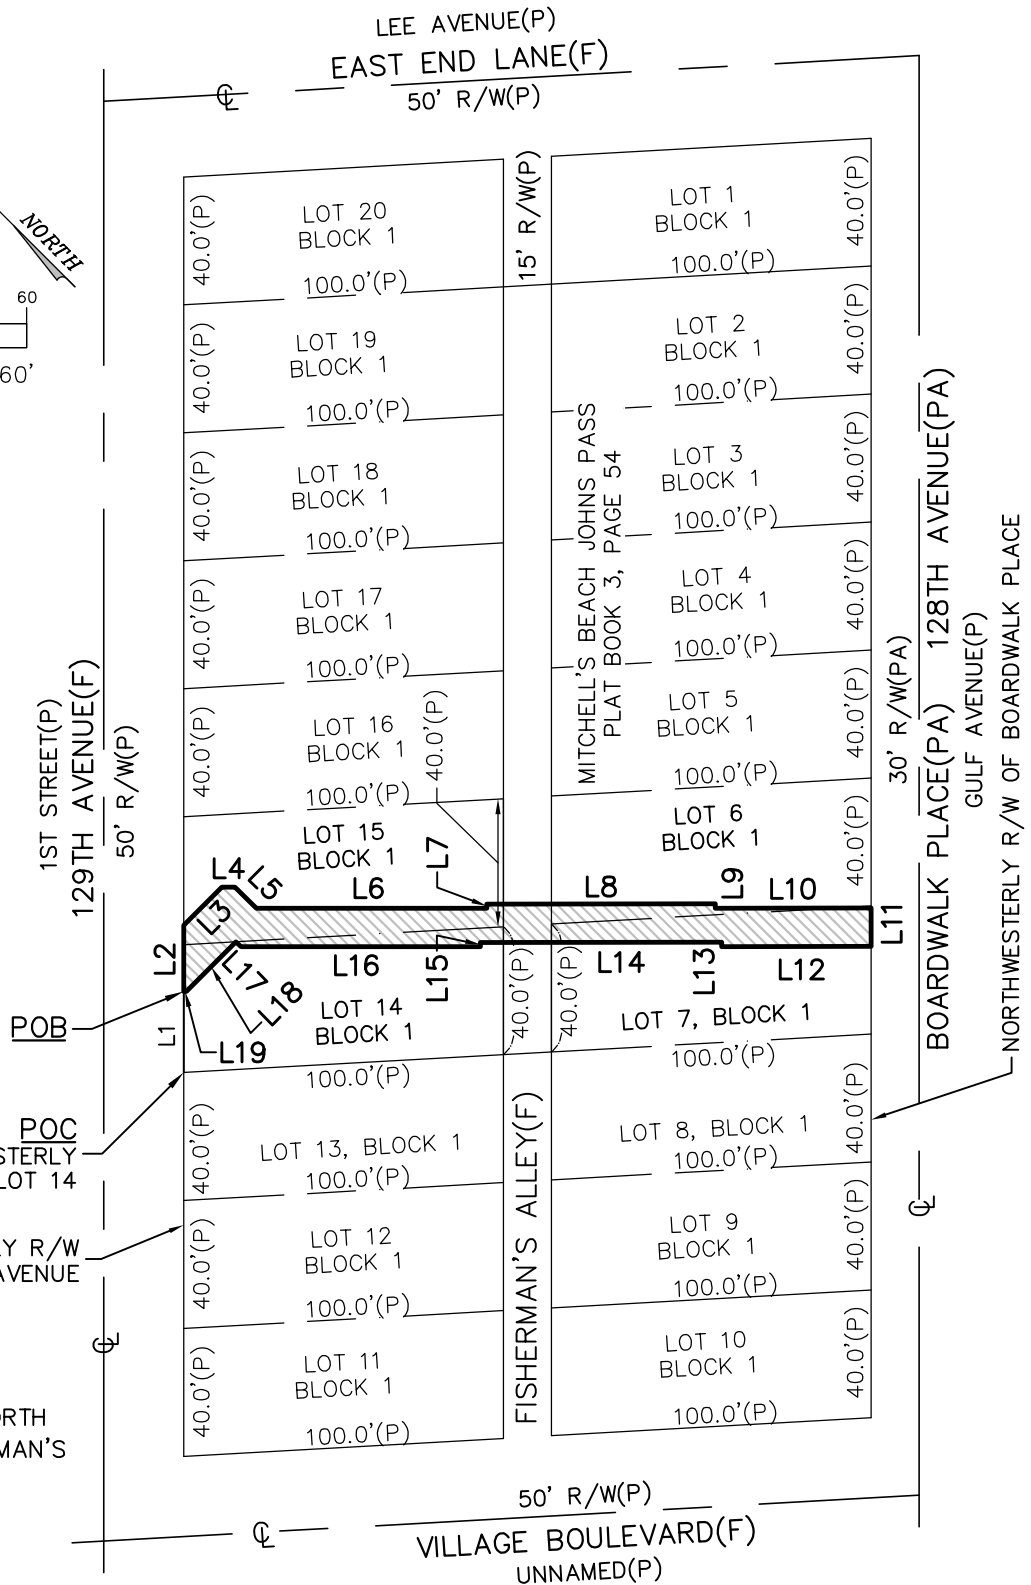 LEE AVENUE(P)
EAST END LANE(F)
50' R/W(P)
NORTH
60
60'
15' R/W(P)
LOT 20
BLOCK 1
100.0'(P)
40.0'(P)
LOT 1
BLOCK 1
100.0'(P)
40.0'(P)
LOT 19
BLOCK 1
100.0'(P)
40.0'(P)
LOT 2
BLOCK 1
100.0'(P)
40.0'(P)
LOT 18
BLOCK 1
100.0'(P)
40.0'(P)
LOT 3
BLOCK 1
100.0'(P)
40.0'(P)
LOT 17
BLOCK 1
100.0'(P)
40.0'(P)
LOT 4
BLOCK 1
100.0'(P)
40.0'(P)
LOT 16
BLOCK 1
100.0'(P)
40.0'(P)
LOT 5
BLOCK 1
100.0'(P)
40.0'(P)
MITCHELL'S BEACH JOHNS PASS
PLAT BOOK 3, PAGE 54
1ST STREET(P)
129TH AVENUE(F)
50' R/W(P)
30' R/W(PA)
BOARDWALK PLACE(PA) 128TH AVENUE(PA)
GULF AVENUE(P)
NORTHWESTERLY R/W OF BOARDWALK PLACE
LOT 15
BLOCK 1
40.0'(P)
LOT 6
BLOCK 1
40.0'(P)
L7
L4
L5
L6
L8
L9
L10
L3
L2
L11
L17
L16
L15
L14
L13
L12
L18
L19
L1
POB
LOT 14
BLOCK 1
100.0'(P)
40.0'(P)
40.0'(P)
LOT 7, BLOCK 1
100.0'(P)
POC
STERLY
LOT 14
LOT 13, BLOCK 1
100.0'(P)
40.0'(P)
LOT 8, BLOCK 1
100.0'(P)
40.0'(P)
Y R/W
AVENUE
LOT 12
BLOCK 1
100.0'(P)
40.0'(P)
LOT 9
BLOCK 1
100.0'(P)
40.0'(P)
FISHERMAN'S ALLEY(F)
LOT 11
BLOCK 1
100.0'(P)
40.0'(P)
LOT 10
BLOCK 1
100.0'(P)
40.0'(P)
ORTH
MAN'S
50' R/W(P)
VILLAGE BOULEVARD(F)
UNNAMED(P)